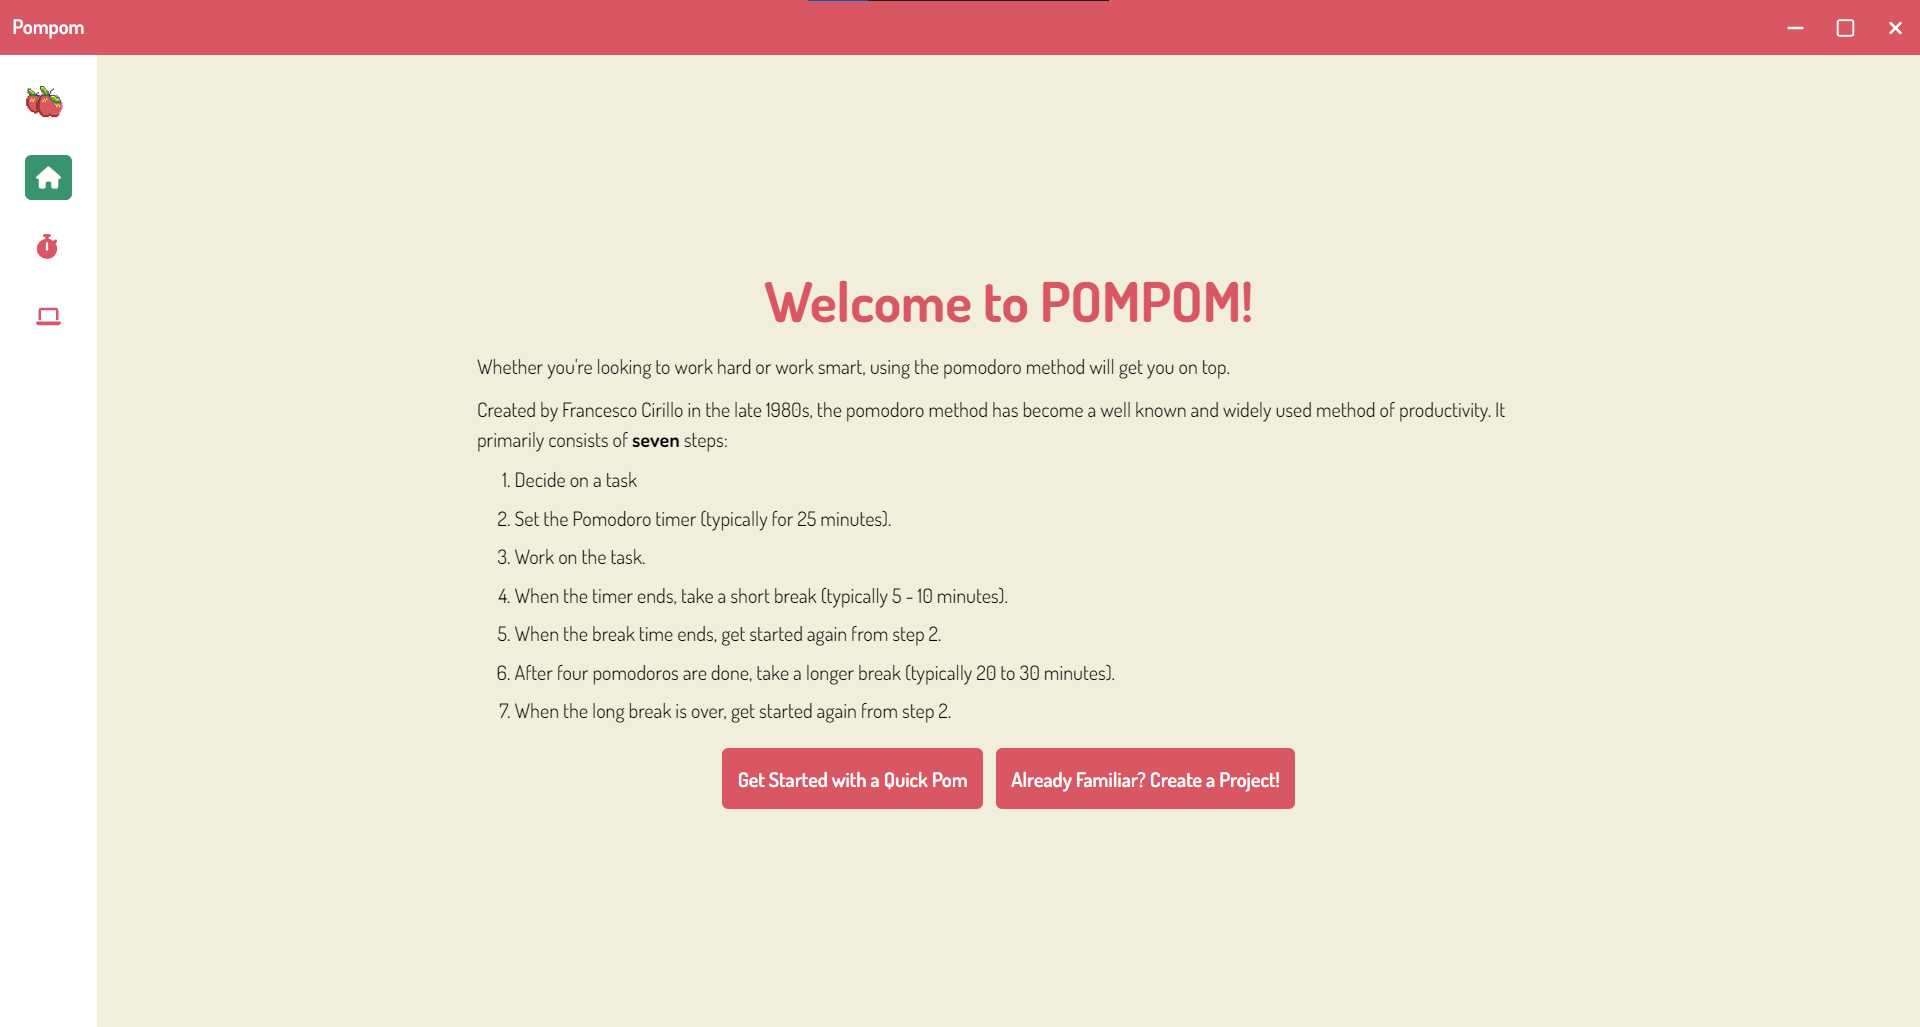 Pompom
Welcome to POMPOM!
Whether you're looking to work hard or work smart, using the pomodoro method will get you on top.
Created by Francesco Cirillo in the late 1980s, the pomodoro method has become a well known and widely used method of productivity. It
primarily consists of seven steps:
1. Decide on a task
2. Set the Pomodoro timer (typically for 25 minutes).
3. Work on the task.
4. When the timer ends, take a short break (typically 5 - 10 minutes).
5. When the break time ends, get started again from step 2.
6. After four pomodoros are done, take a longer break (typically 20 to 30 minutes).
7. When the long break is over, get started again from step 2.
Get Started with a Quick Pom
Already Familiar? Create a Project!